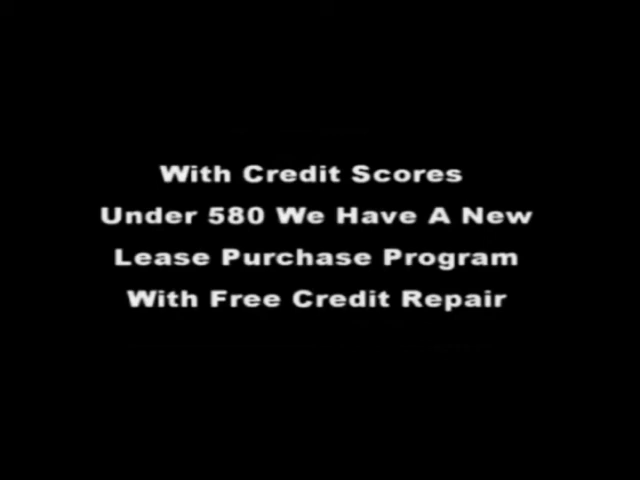 With Credit Scores
Under 580 We Have A New
Lease Purchase Program
With Free Credit Repair